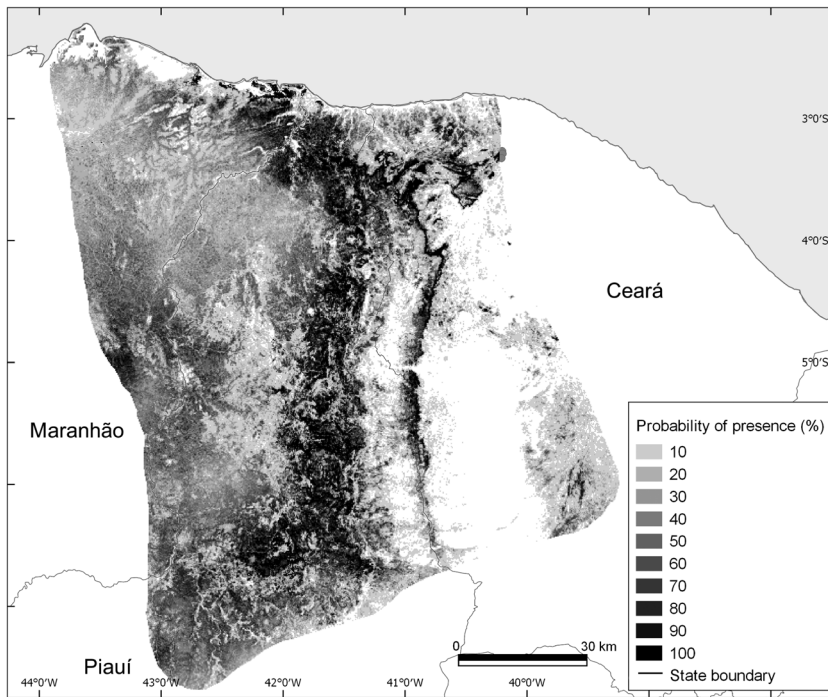 3°0'S
4°0'S
Ceará
5°0'S
Maranhão
Probability of presence (%)
10
20
30
40
50
60
70
80
90
100
State boundary
0 30 km
Piauí
44°0'W 43°0'W 42°0'W 41°0'W 40°0'W